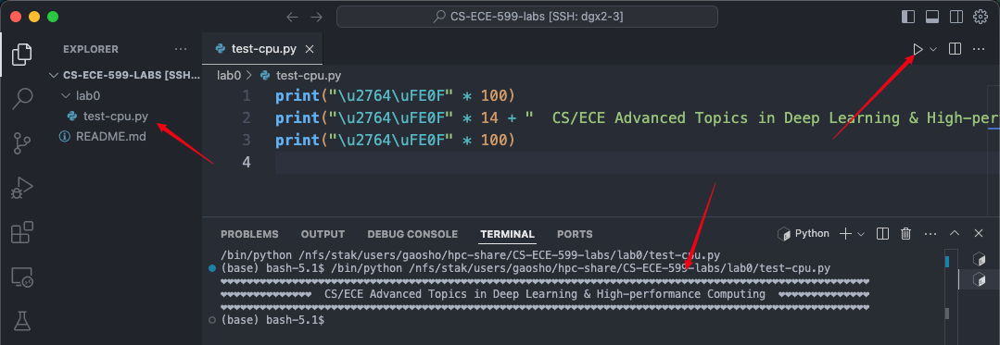 CS-ECE-599-labs [SSH: dgx2-3]
EXPLORER
CS-ECE-599-LABS [SSH...
lab0
test-cpu.py
README.md
test-cpu.py
lab0 > test-cpu.py
1 print("\u2764\uFE0F" * 100)
2 print("\u2764\uFE0F" * 14 + "  CS/ECE Advanced Topics in Deep Learning & High-perf
3 print("\u2764\uFE0F" * 100)
4
PROBLEMS OUTPUT DEBUG CONSOLE TERMINAL PORTS Python
/bin/python /nfs/stak/users/gaosho/hpc-share/CS-ECE-599-labs/lab0/test-cpu.py
(base) bash-5.1$ /bin/python /nfs/stak/users/gaosho/hpc-share/CS-ECE-599-labs/lab0/test-cpu.py
CS/ECE Advanced Topics in Deep Learning & High-performance Computing
(base) bash-5.1$